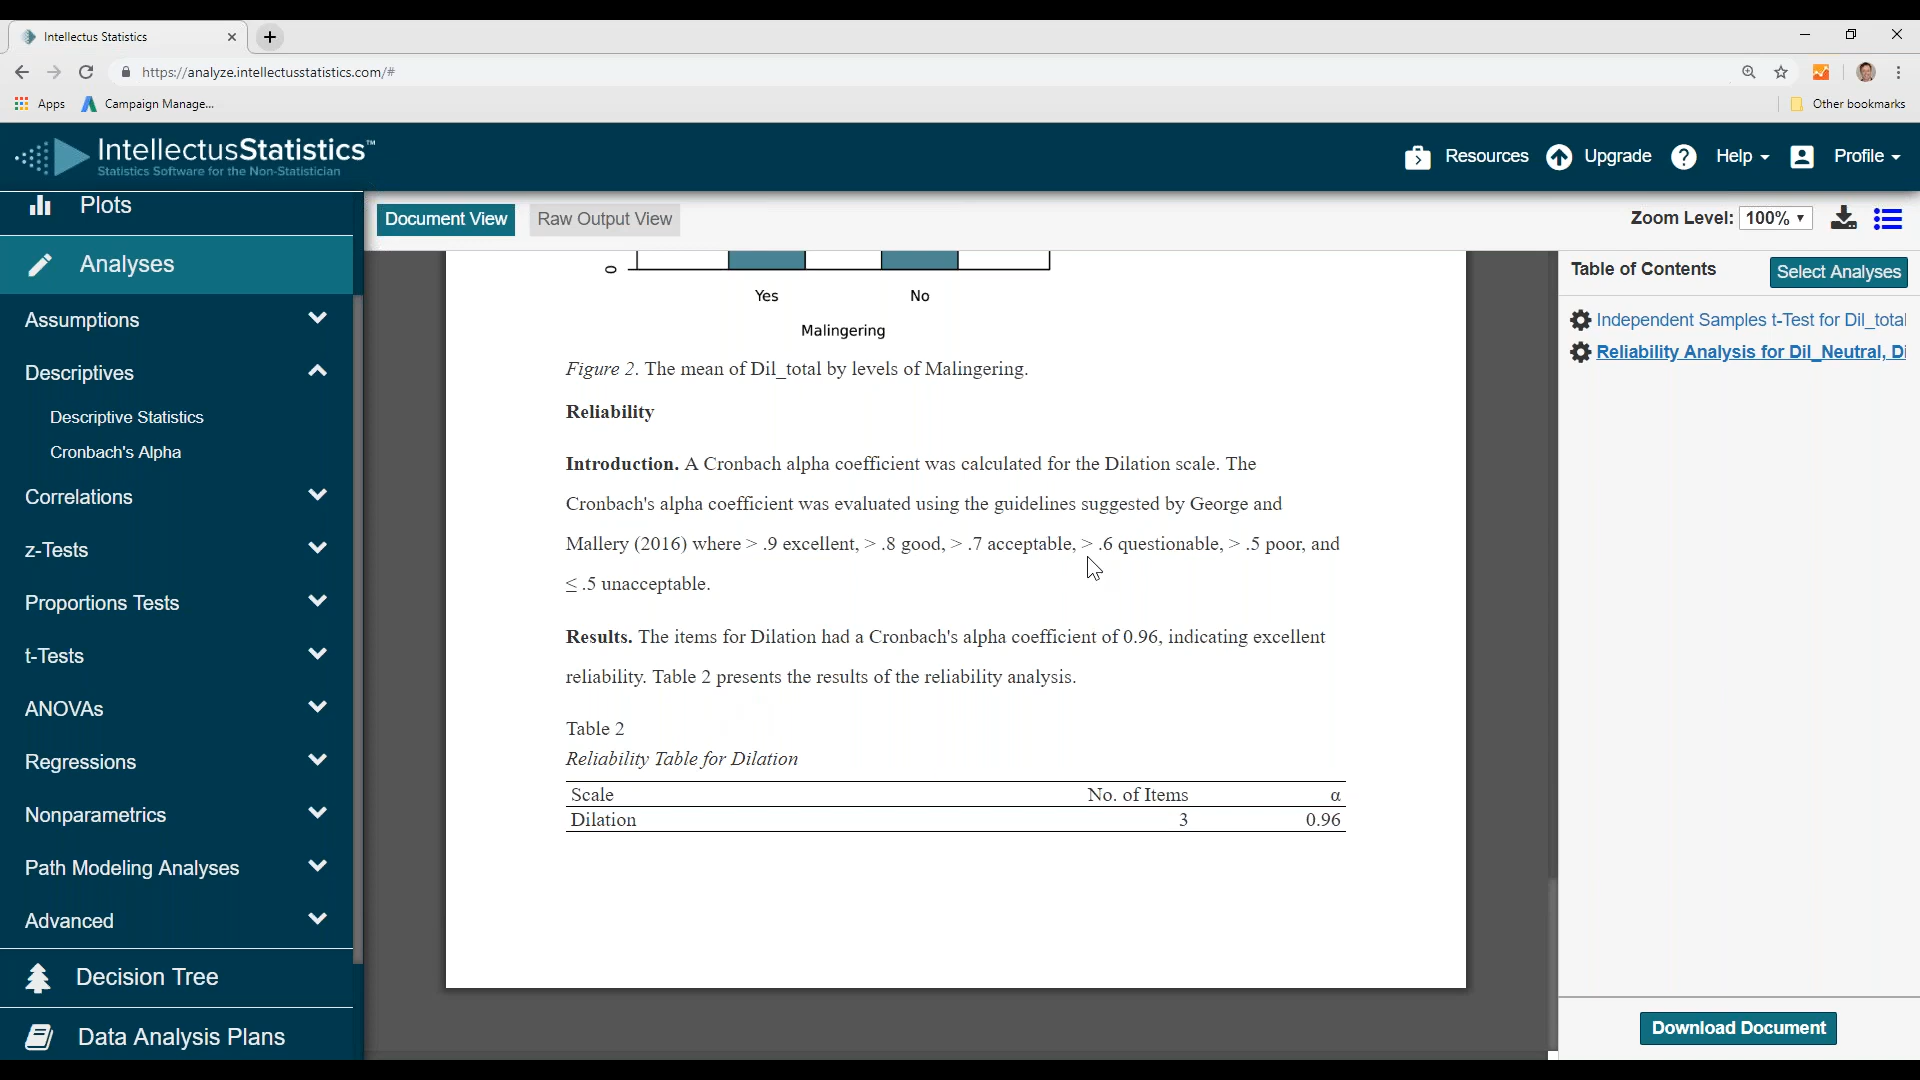 Intellectus Statistics
https://analyze.intellectusstatistics.com/#
Apps
Campaign Manage...
Other bookmarks
IntellectusStatistics™
Statistics Software for the Non-Statistician
Resources
Upgrade
Help
Profile
Plots
Analyses
Assumptions
Descriptives
Descriptive Statistics
Cronbach's Alpha
Correlations
z-Tests
Proportions Tests
t-Tests
ANOVAs
Regressions
Nonparametrics
Path Modeling Analyses
Advanced
Decision Tree
Data Analysis Plans
Document View
Raw Output View
Zoom Level: 100%
0
Yes No
Malingering
Figure 2. The mean of Dil_total by levels of Malingering.
Reliability
Introduction. A Cronbach alpha coefficient was calculated for the Dilation scale. The
Cronbach's alpha coefficient was evaluated using the guidelines suggested by George and
Mallery (2016) where > .9 excellent, > .8 good, > .7 acceptable, > .6 questionable, > .5 poor, and
≤ .5 unacceptable.
Results. The items for Dilation had a Cronbach's alpha coefficient of 0.96, indicating excellent
reliability. Table 2 presents the results of the reliability analysis.
Table 2
Reliability Table for Dilation
Scale No. of Items α
Dilation 3 0.96
Table of Contents
Select Analyses
Independent Samples t-Test for Dil_total
Reliability Analysis for Dil_Neutral, Di
Download Document